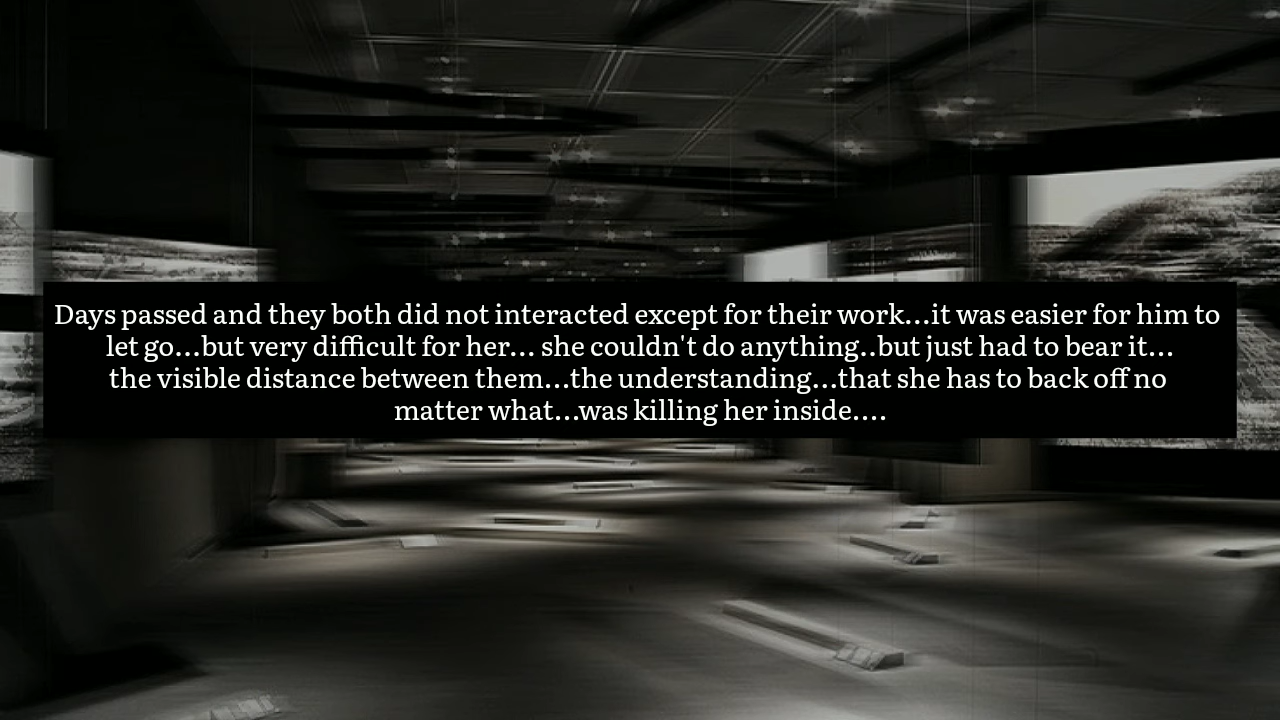 Days passed and they both did not interacted except for their work...it was easier for him to
let go...but very difficult for her... she couldn't do anything..but just had to bear it...
the visible distance between them...the understanding...that she has to back off no
matter what...was killing her inside....